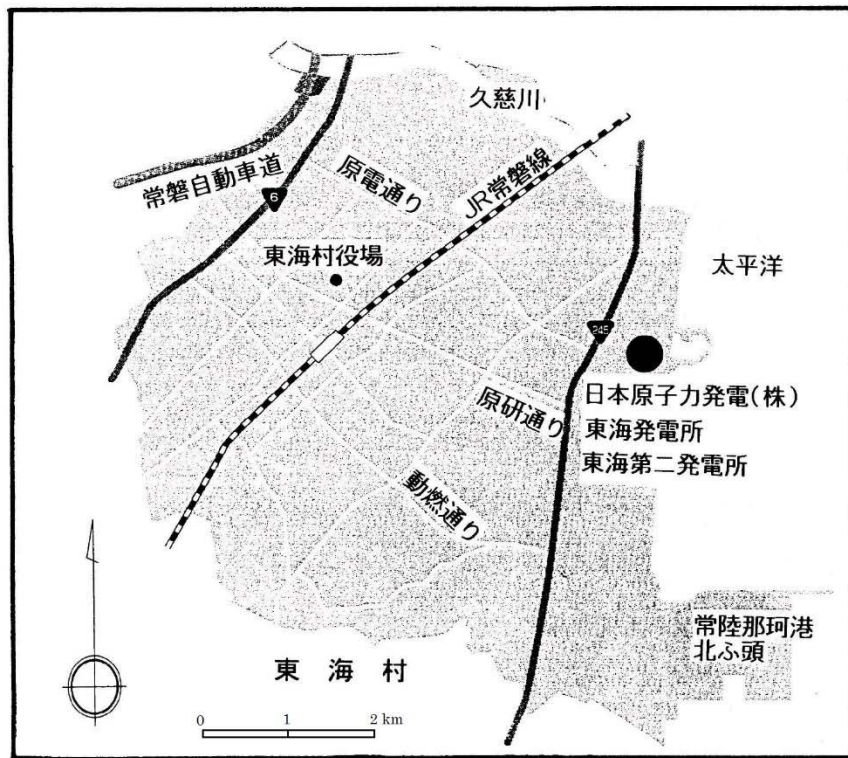 久慈川
常磐自動車道
原電通り
JR常磐線
6
東海村役場
太平洋
245
日本原子力発電(株)
東海発電所
東海第二発電所
原研通り
動燃通り
常陸那珂港
北ふ頭
東 海 村
0 1 2 km